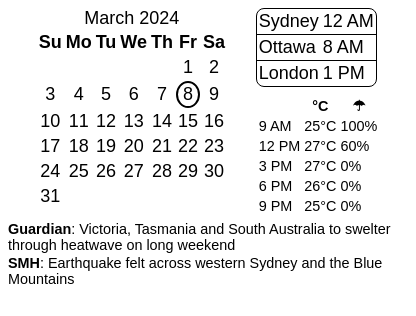 March 2024
Su Mo Tu We Th Fr Sa
1 2
3 4 5 6 7 8 9
10 11 12 13 14 15 16
17 18 19 20 21 22 23
24 25 26 27 28 29 30
31
Sydney 12 AM
Ottawa 8 AM
London 1 PM
°C ☂
9 AM 25°C 100%
12 PM 27°C 60%
3 PM 27°C 0%
6 PM 26°C 0%
9 PM 25°C 0%
Guardian: Victoria, Tasmania and South Australia to swelter
through heatwave on long weekend
SMH: Earthquake felt across western Sydney and the Blue
Mountains